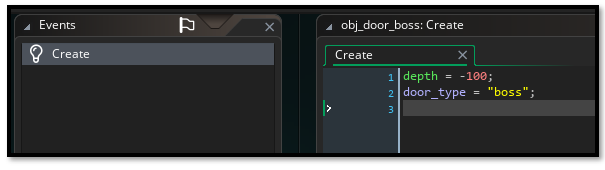 Events
Create
obj_door_boss: Create
Create
1 depth = -100;
2 door_type = "boss";
3